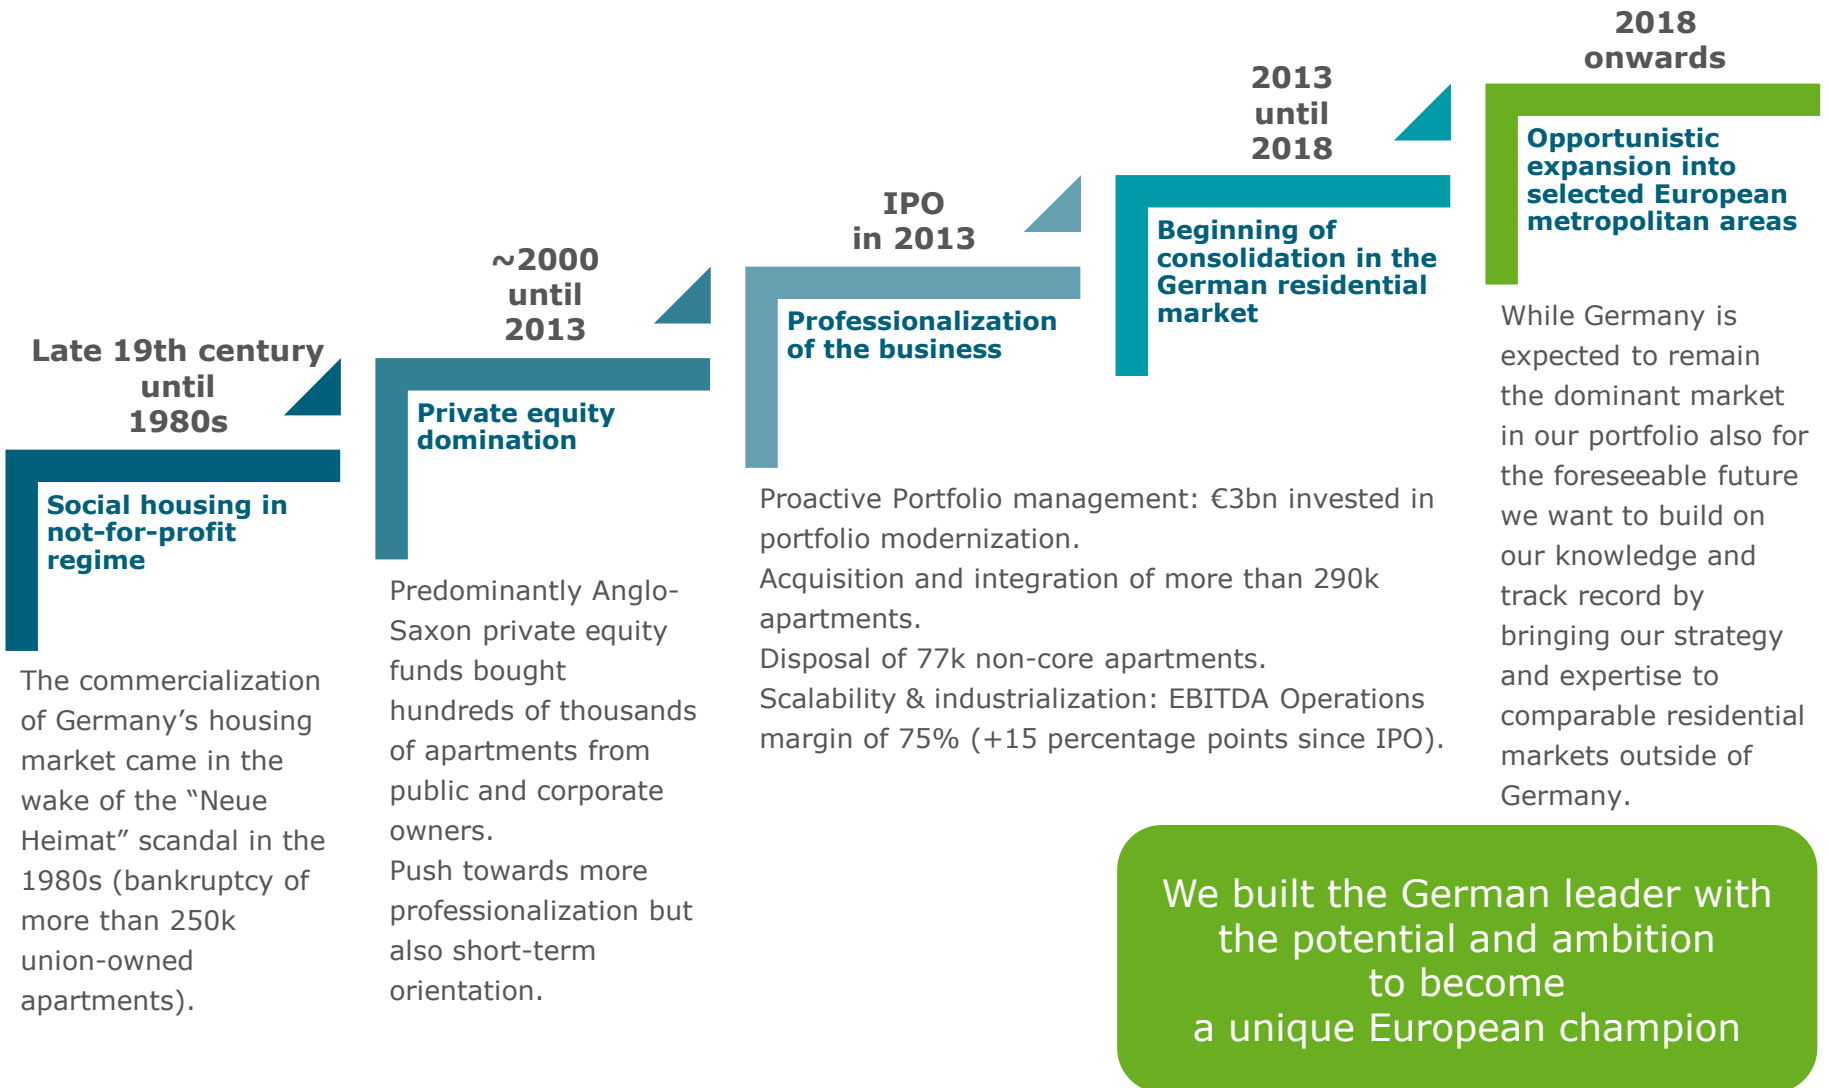 Late 19th century
until
1980s
Social housing in
not-for-profit
regime
The commercialization
of Germany’s housing
market came in the
wake of the “Neue
Heimat” scandal in the
1980s (bankruptcy of
more than 250k
union-owned
apartments).
~2000
until
2013
Private equity
domination
Predominantly Anglo-
Saxon private equity
funds bought
hundreds of thousands
of apartments from
public and corporate
owners.
Push towards more
professionalization but
also short-term
orientation.
IPO
in 2013
Professionalization
of the business
2013
until
2018
Beginning of
consolidation in the
German residential
market
Proactive Portfolio management: €3bn invested in
portfolio modernization.
Acquisition and integration of more than 290k
apartments.
Disposal of 77k non-core apartments.
Scalability & industrialization: EBITDA Operations
margin of 75% (+15 percentage points since IPO).
2018
onwards
Opportunistic
expansion into
selected European
metropolitan areas
While Germany is
expected to remain
the dominant market
in our portfolio also for
the foreseeable future
we want to build on
our knowledge and
track record by
bringing our strategy
and expertise to
comparable residential
markets outside of
Germany.
We built the German leader with
the potential and ambition
to become
a unique European champion